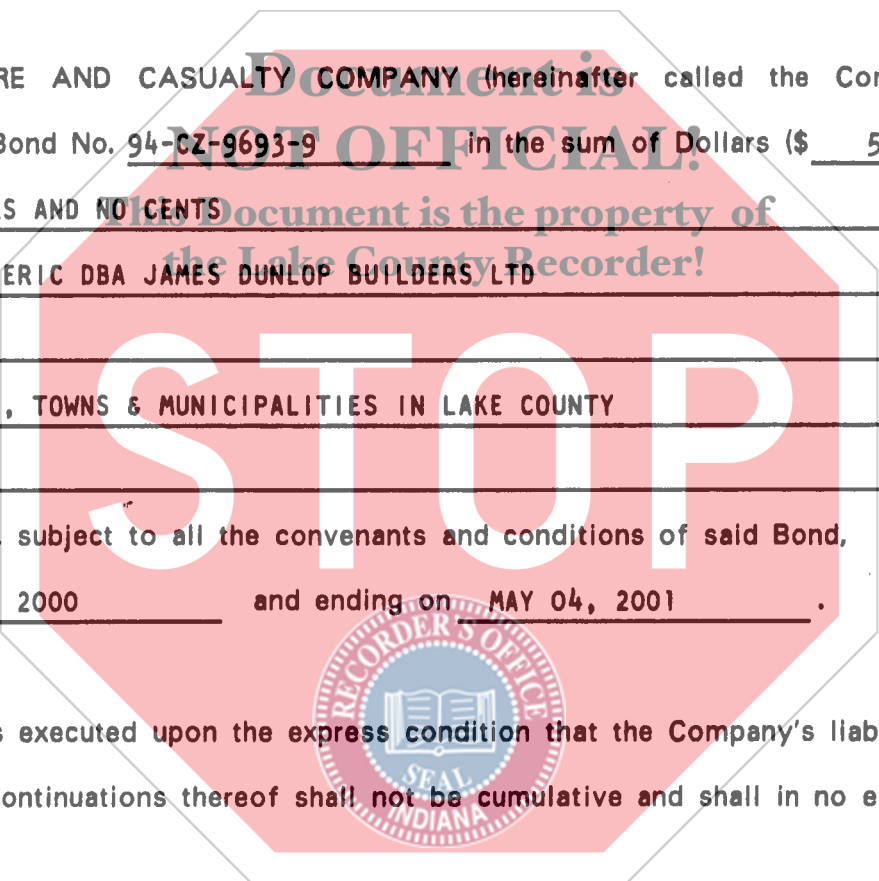 RE AND CASUALTY COMPANY (hereinafter called the Co
Document is
Bond No. 94-CZ-9693-9 in the sum of Dollars ($ 5
NOT OFFICIAL!
S AND NO CENTS
This Document is the property of
the Lake County Recorder!
ERIC DBA JAMES DUNLOP BUILDERS LTD
STOP
, TOWNS & MUNICIPALITIES IN LAKE COUNTY
subject to all the convenants and conditions of said Bond,
2000 and ending on MAY 04, 2001 .
RECORDER'S OFFICE
s executed upon the express condition that the Company's liab
SEAL
ontinuations thereof shall not be cumulative and shall in no e
INDIANA